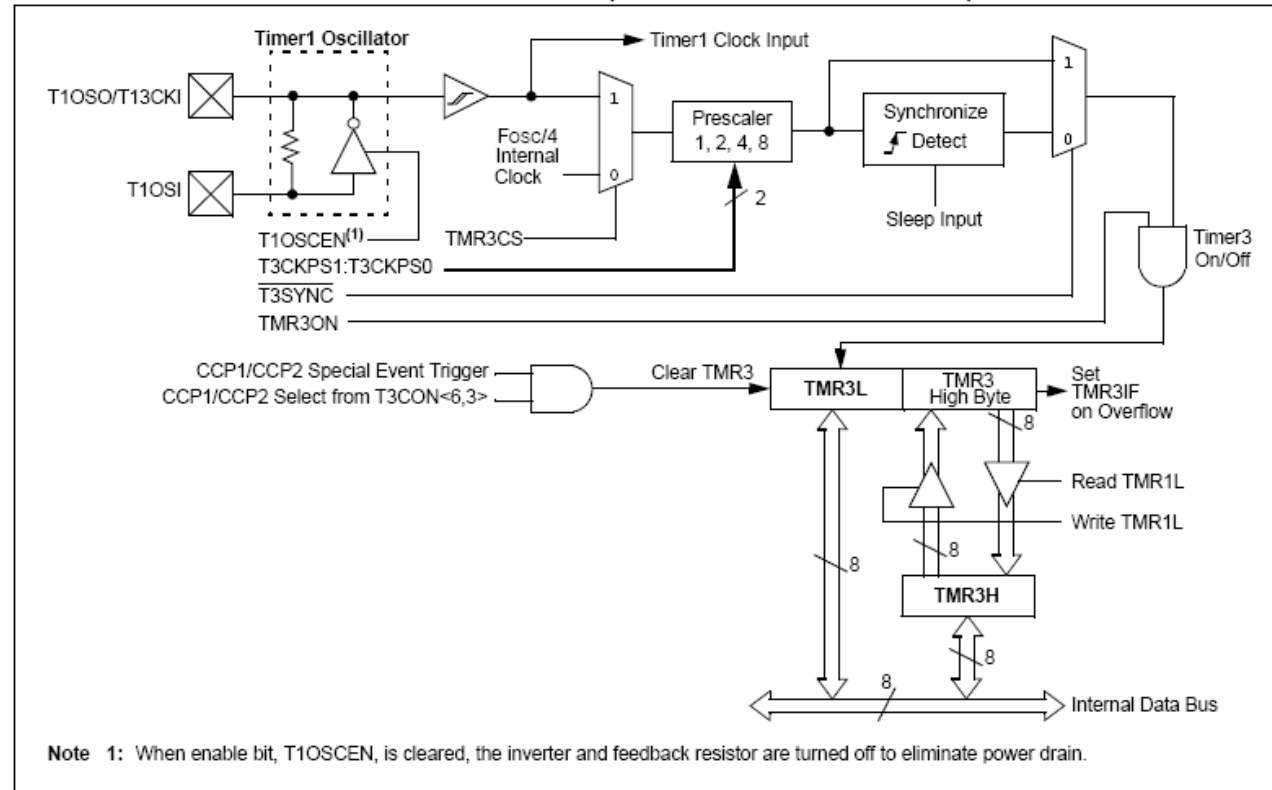 Timer1 Oscillator
Timer1 Clock Input
T1OSO/T13CKI
T1OSI
1
Fosc/4
Internal
Clock
0
Prescaler
1, 2, 4, 8
Synchronize
Detect
1
0
2
Sleep Input
T1OSCEN(1)
TMR3CS
T3CKPS1:T3CKPS0
T3SYNC
TMR3ON
Timer3
On/Off
CCP1/CCP2 Special Event Trigger
CCP1/CCP2 Select from T3CON<6,3>
Clear TMR3
TMR3L
TMR3
High Byte
Set
TMR3IF
on Overflow
8
Read TMR1L
Write TMR1L
8
8
TMR3H
8
8
Internal Data Bus
Note 1: When enable bit, T1OSCEN, is cleared, the inverter and feedback resistor are turned off to eliminate power drain.